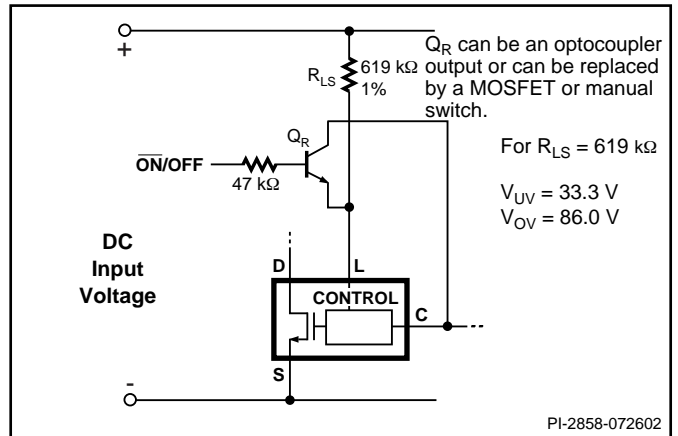 +
Q_R can be an optocoupler
output or can be replaced
by a MOSFET or manual
switch.
R_LS
619 kΩ
1%
For R_LS = 619 kΩ
V_UV = 33.3 V
V_OV = 86.0 V
Q_R
O̅N̅/OFF
47 kΩ
DC
Input
Voltage
D
L
CONTROL
C
S
-
PI-2858-072602